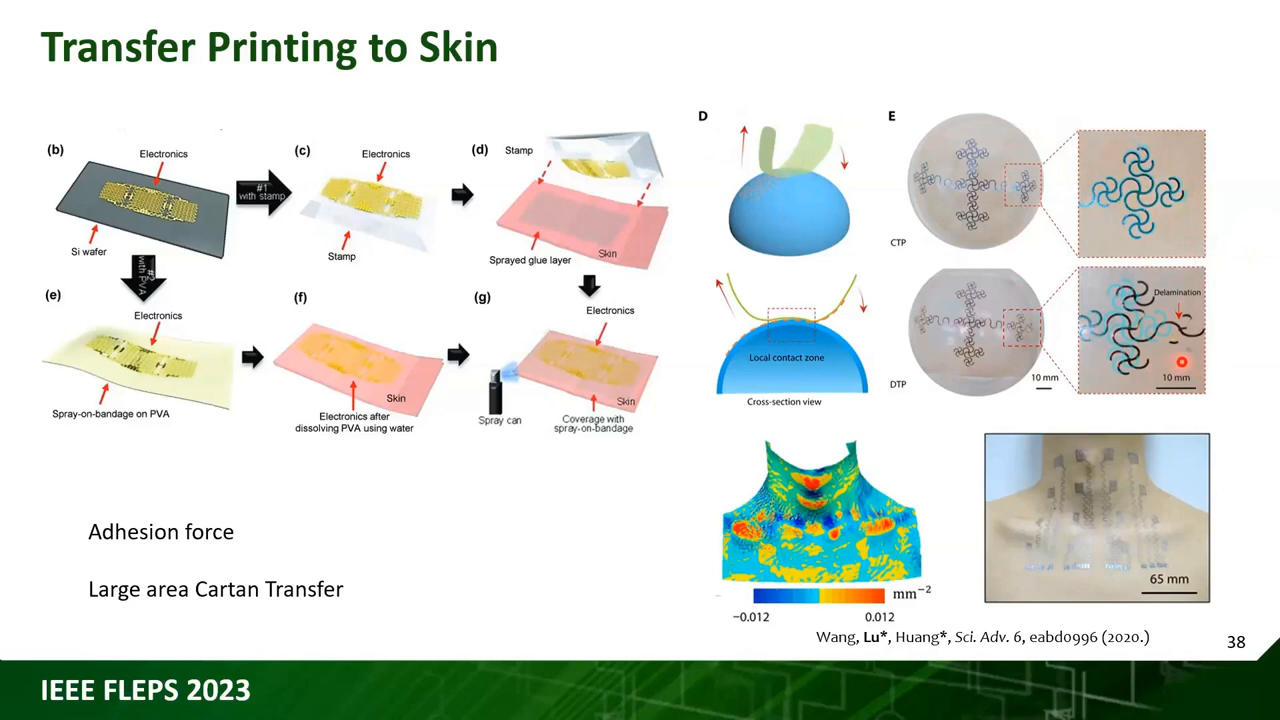 Transfer Printing to Skin
(b)
Electronics
Si wafer
#1
with stamp
(c)
Electronics
Stamp
(d)
Stamp
Sprayed glue layer
Skin
#2
with PVA
(e)
Electronics
Spray-on-bandage on PVA
(f)
Skin
Electronics after
dissolving PVA using water
(g)
Electronics
Skin
Spray can
Coverage with
spray-on-bandage
D
Local contact zone
Cross-section view
E
CTP
DTP
10 mm
Delamination
10 mm
Adhesion force
Large area Cartan Transfer
mm⁻²
−0.012
0.012
65 mm
Wang, Lu*, Huang*, Sci. Adv. 6, eabd0996 (2020.)
38
IEEE FLEPS 2023